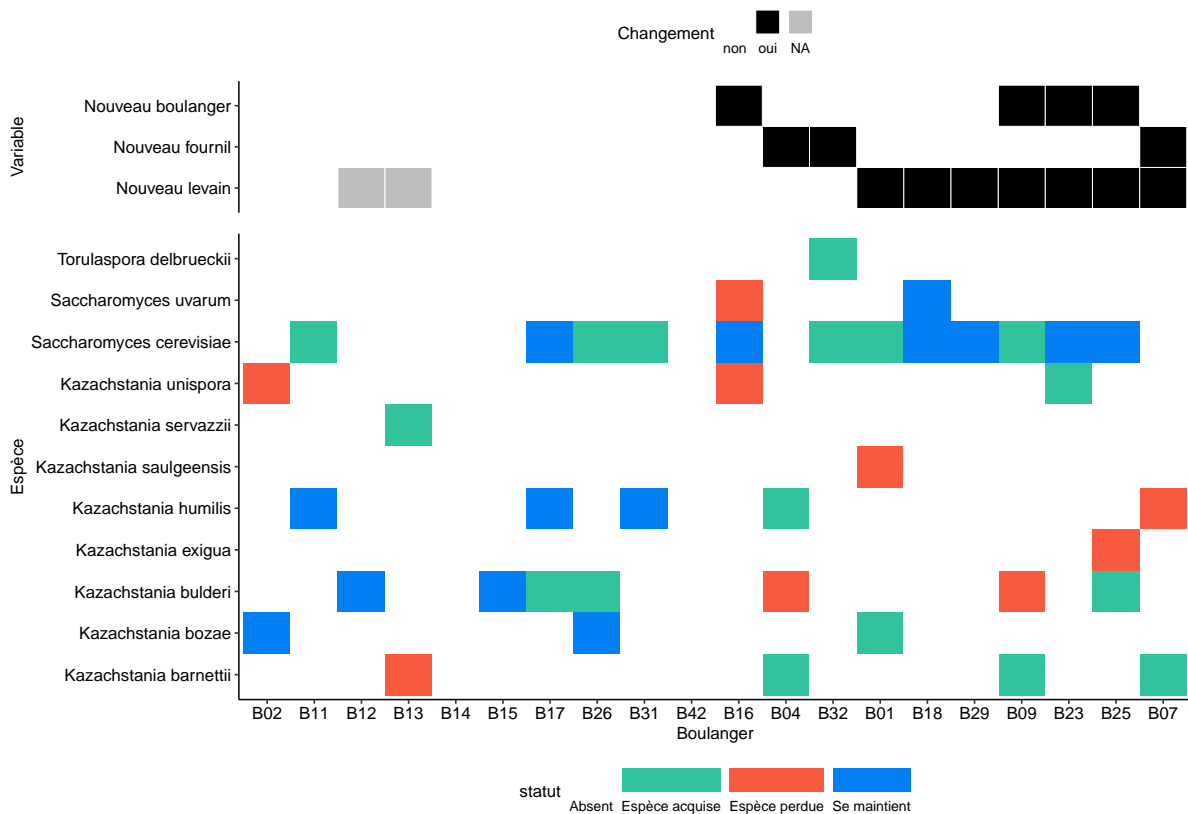 Changement
non oui NA
Variable
Nouveau boulanger
Nouveau fournil
Nouveau levain
Espèce
Torulaspora delbrueckii
Saccharomyces uvarum
Saccharomyces cerevisiae
Kazachstania unispora
Kazachstania servazzii
Kazachstania saulgeensis
Kazachstania humilis
Kazachstania exigua
Kazachstania bulderi
Kazachstania bozae
Kazachstania barnettii
B02 B11 B12 B13 B14 B15 B17 B26 B31 B42 B16 B04 B32 B01 B18 B29 B09 B23 B25 B07
Boulanger
statut
Absent Espèce acquise Espèce perdue Se maintient